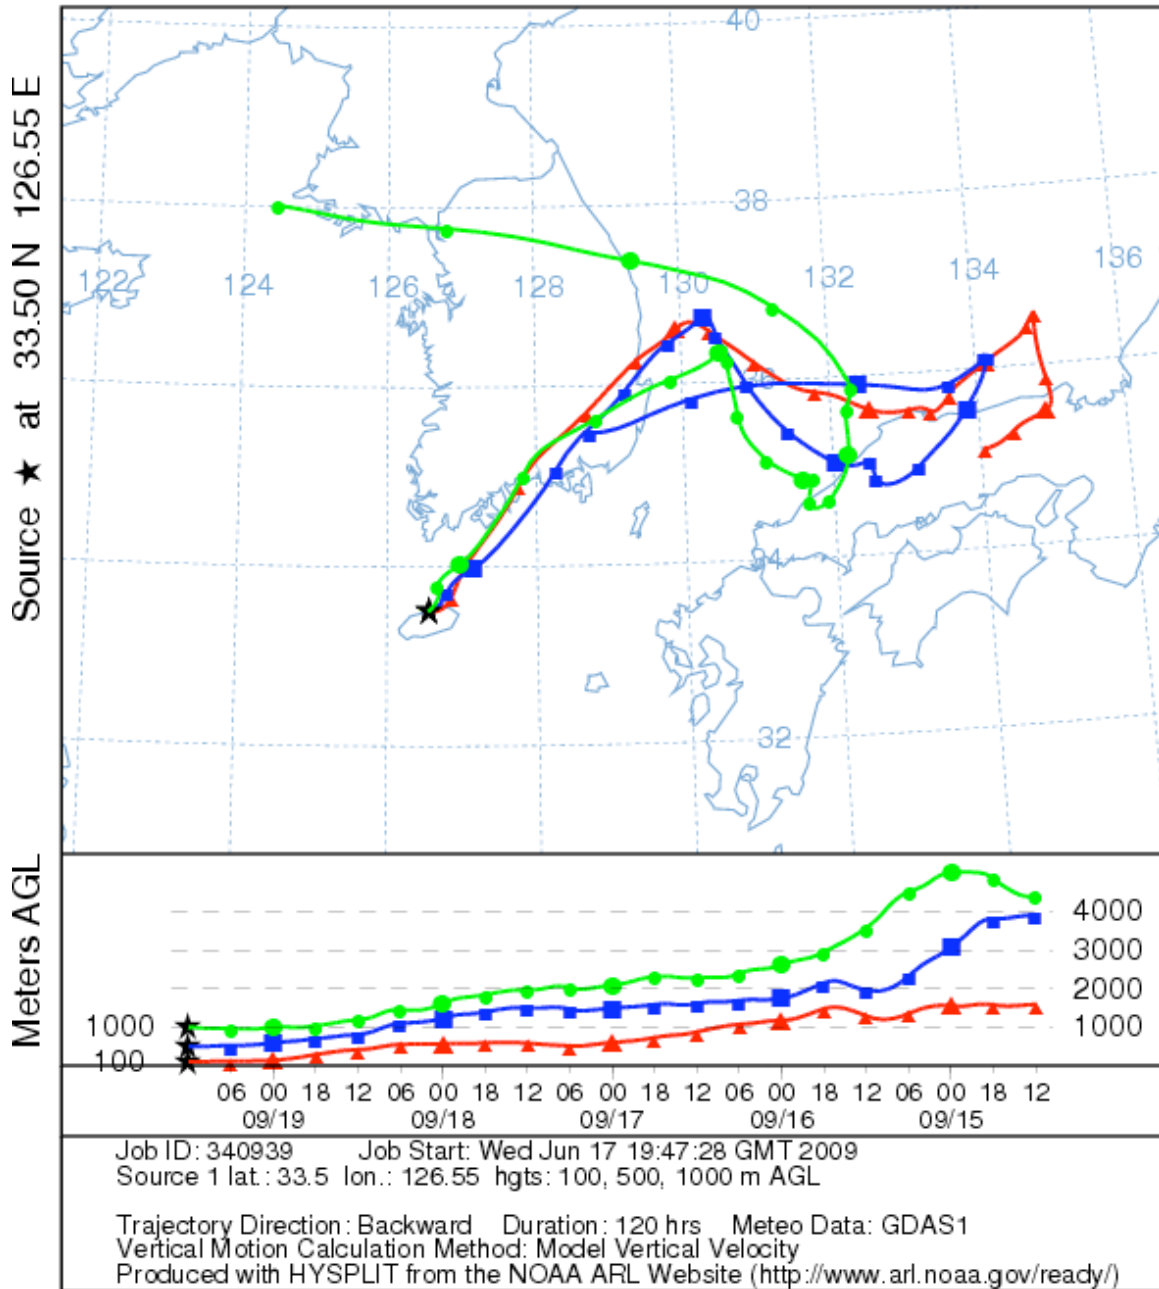 Source ★ at 33.50 N 126.55 E
40
38
122 124 126 128 130 132 134 136
36
34
32
Meters AGL
4000
3000
2000
1000 1000
100
06 00 18 12 06 00 18 12 06 00 18 12 06 00 18 12 06 00 18 12
09/19 09/18 09/17 09/16 09/15
Job ID: 340939 Job Start: Wed Jun 17 19:47:28 GMT 2009
Source 1 lat.: 33.5 lon.: 126.55 hgts: 100, 500, 1000 m AGL
Trajectory Direction: Backward Duration: 120 hrs Meteo Data: GDAS1
Vertical Motion Calculation Method: Model Vertical Velocity
Produced with HYSPLIT from the NOAA ARL Website (http://www.arl.noaa.gov/ready/)